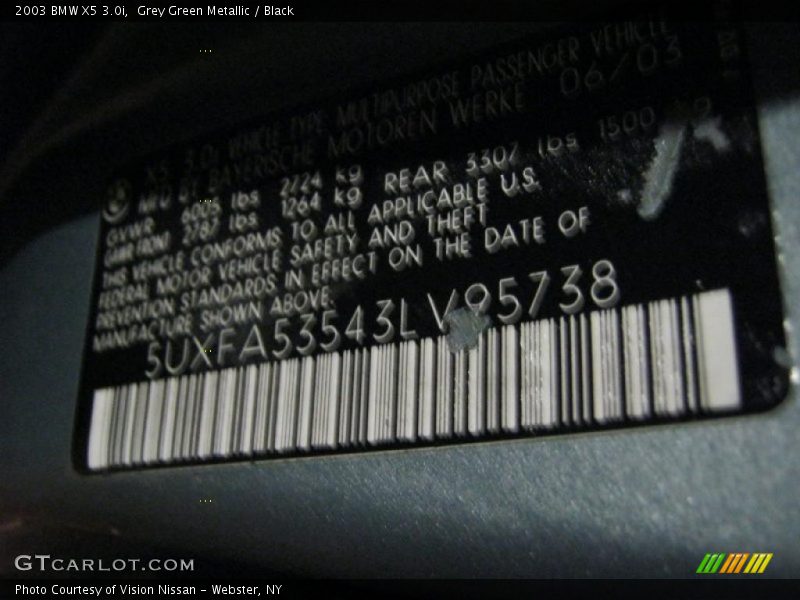 2003 BMW X5 3.0i,  Grey Green Metallic / Black
X5 3.0i VEHICLE TYPE MULTIPURPOSE PASSENGER VEHICLE
MFD BY BAYERISCHE MOTOREN WERKE 06/03
GVWR 6005 lbs 2724 kg
GAWR FRONT 2787 lbs 1264 kg REAR 3307 lbs 1500 kg
THIS VEHICLE CONFORMS TO ALL APPLICABLE U.S.
FEDERAL MOTOR VEHICLE SAFETY AND THEFT
PREVENTION STANDARDS IN EFFECT ON THE DATE OF
MANUFACTURE SHOWN ABOVE.
5UXFA53543LV95738
GTCARLOT.COM
Photo Courtesy of Vision Nissan – Webster, NY